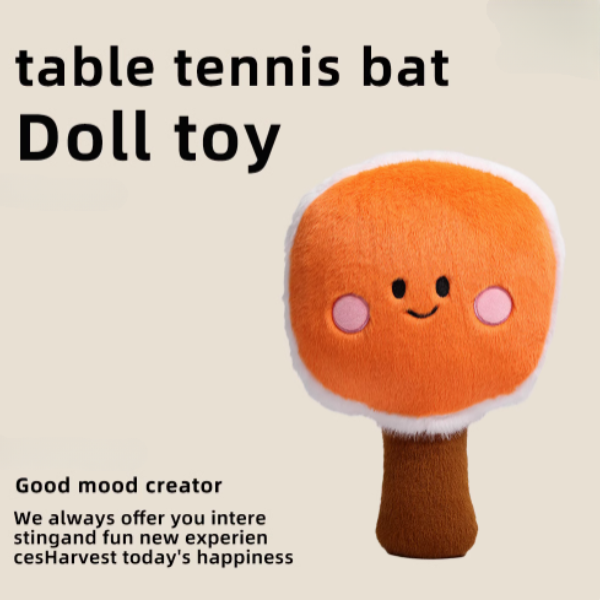 table tennis bat
Doll toy
Good mood creator
We always offer you intere
stingand fun new experien
cesHarvest today's happiness